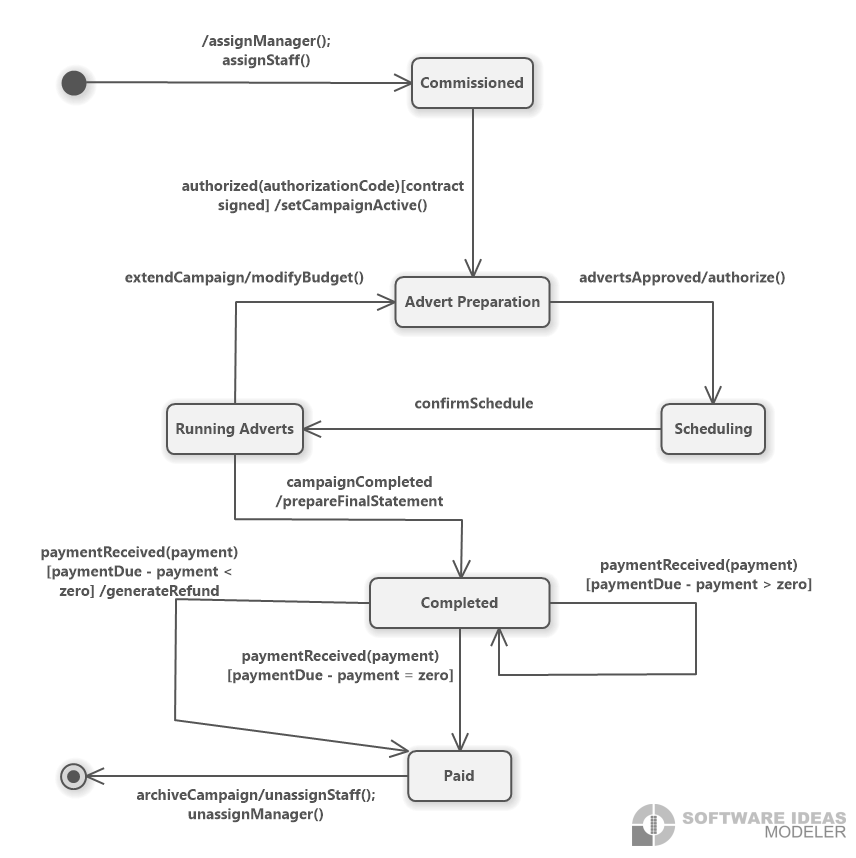 /assignManager();
assignStaff()
Commissioned
authorized(authorizationCode)[contract
signed] /setCampaignActive()
extendCampaign/modifyBudget()
advertsApproved/authorize()
Advert Preparation
confirmSchedule
Running Adverts
Scheduling
campaignCompleted
/prepareFinalStatement
paymentReceived(payment)
[paymentDue - payment <
zero] /generateRefund
paymentReceived(payment)
[paymentDue - payment > zero]
Completed
paymentReceived(payment)
[paymentDue - payment = zero]
Paid
archiveCampaign/unassignStaff();
unassignManager()
SOFTWARE IDEAS
MODELER